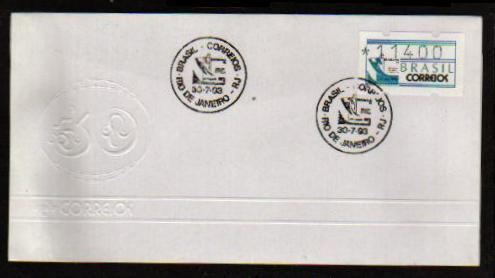 *11400
BRASIL
CORREIOS
BRASIL - CORREIOS
30-7-93
RIO DE JANEIRO - RJ
BRASIL - CORREIOS
30-7-93
RIO DE JANEIRO - RJ
CORREIOS